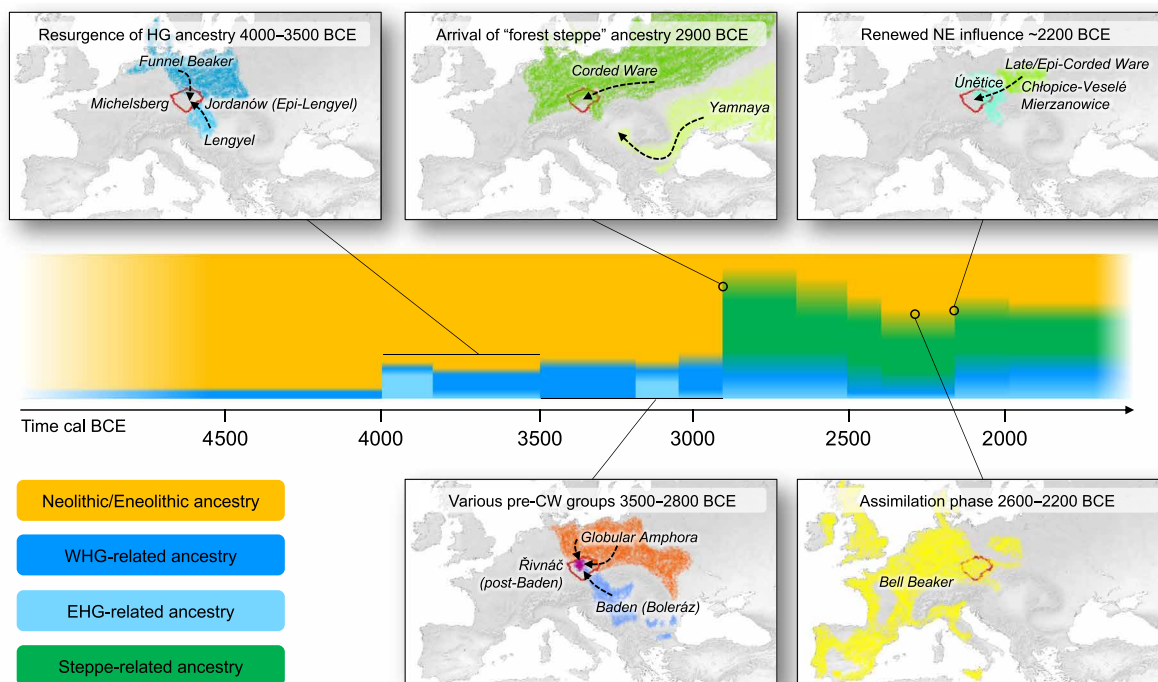 Resurgence of HG ancestry 4000–3500 BCE
Funnel Beaker
Michelsberg
Jordanów (Epi-Lengyel)
Lengyel
Arrival of “forest steppe” ancestry 2900 BCE
Corded Ware
Yamnaya
Renewed NE influence ~2200 BCE
Late/Epi-Corded Ware
Únětice
Chłopice-Veselé
Mierzanowice
Time cal BCE
4500
4000
3500
3000
2500
2000
Neolithic/Eneolithic ancestry
WHG-related ancestry
EHG-related ancestry
Steppe-related ancestry
Various pre-CW groups 3500–2800 BCE
Globular Amphora
Řivnáč
(post-Baden)
Baden (Boleráz)
Assimilation phase 2600–2200 BCE
Bell Beaker